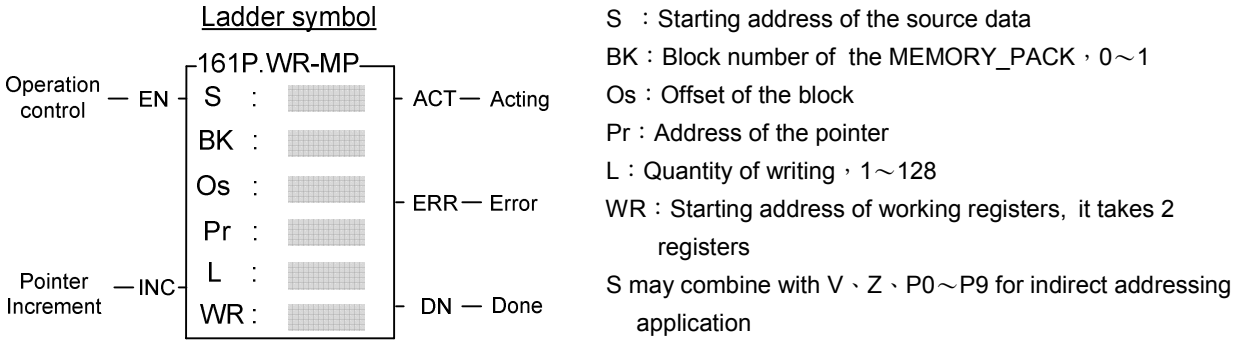 Ladder symbol
161P.WR-MP
Operation
control
EN
S :
BK :
Os :
Pr :
L :
WR :
Pointer
Increment
INC
ACT
Acting
ERR
Error
DN
Done
S ：Starting address of the source data
BK：Block number of the MEMORY_PACK，0～1
Os：Offset of the block
Pr：Address of the pointer
L：Quantity of writing，1～128
WR：Starting address of working registers, it takes 2
registers
S may combine with V、Z、P0～P9 for indirect addressing
application